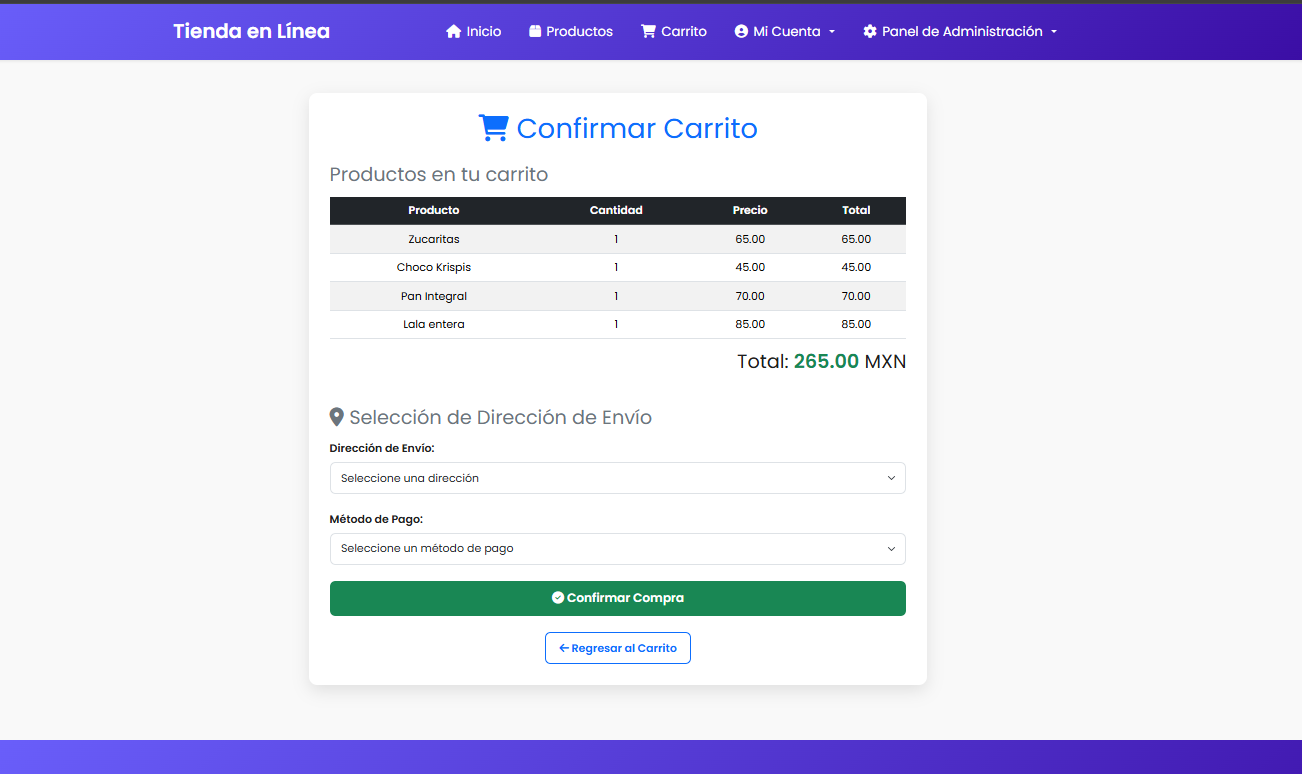 Tienda en Línea Inicio Productos Carrito Mi Cuenta Panel de Administración
Confirmar Carrito
Productos en tu carrito
Producto Cantidad Precio Total
Zucaritas 1 65.00 65.00
Choco Krispis 1 45.00 45.00
Pan Integral 1 70.00 70.00
Lala entera 1 85.00 85.00
Total: 265.00 MXN
Selección de Dirección de Envío
Dirección de Envío:
Seleccione una dirección
Método de Pago:
Seleccione un método de pago
Confirmar Compra
Regresar al Carrito